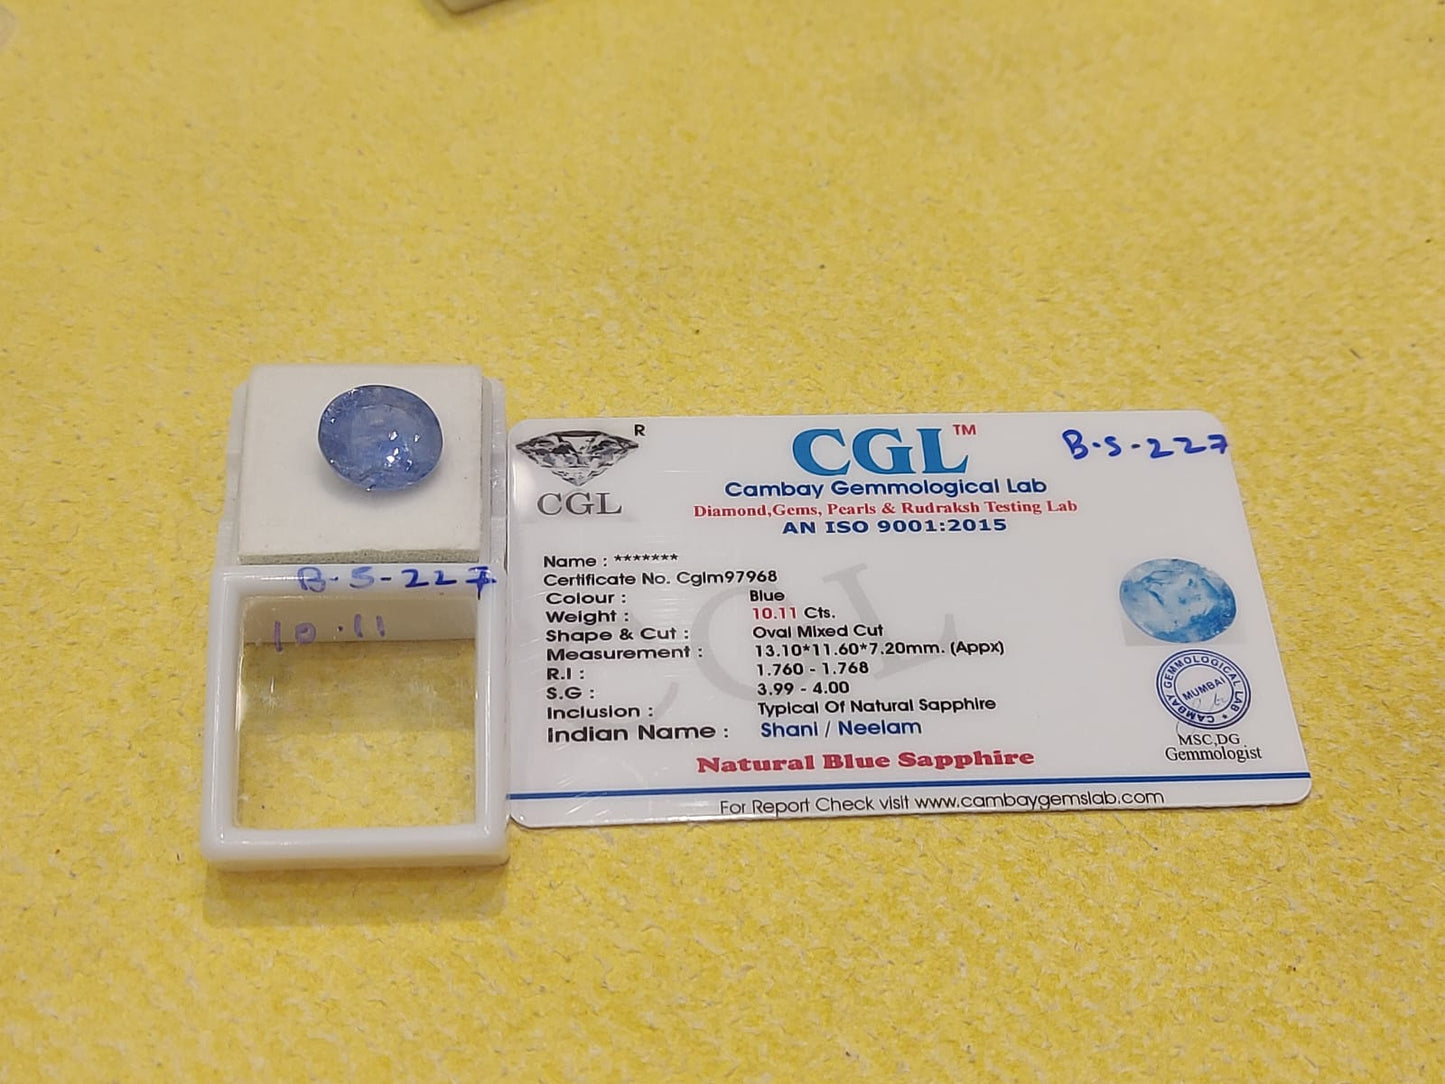 R
CGL
CGL™
Cambay Gemmological Lab
Diamond,Gems, Pearls & Rudraksh Testing Lab
AN ISO 9001:2015
B-S-227
Name : *******
Certificate No. Cglm97968
Colour : Blue
Weight : 10.11 Cts.
Shape & Cut : Oval Mixed Cut
Measurement : 13.10*11.60*7.20mm. (Appx)
R.I : 1.760 - 1.768
S.G : 3.99 - 4.00
Inclusion : Typical Of Natural Sapphire
Indian Name : Shani / Neelam
Natural Blue Sapphire
For Report Check visit www.cambaygemslab.com
CGL
CAMBAY GEMMOLOGICAL LAB
MUMBAI
MSC,DG
Gemmologist
B-S-227
10.11